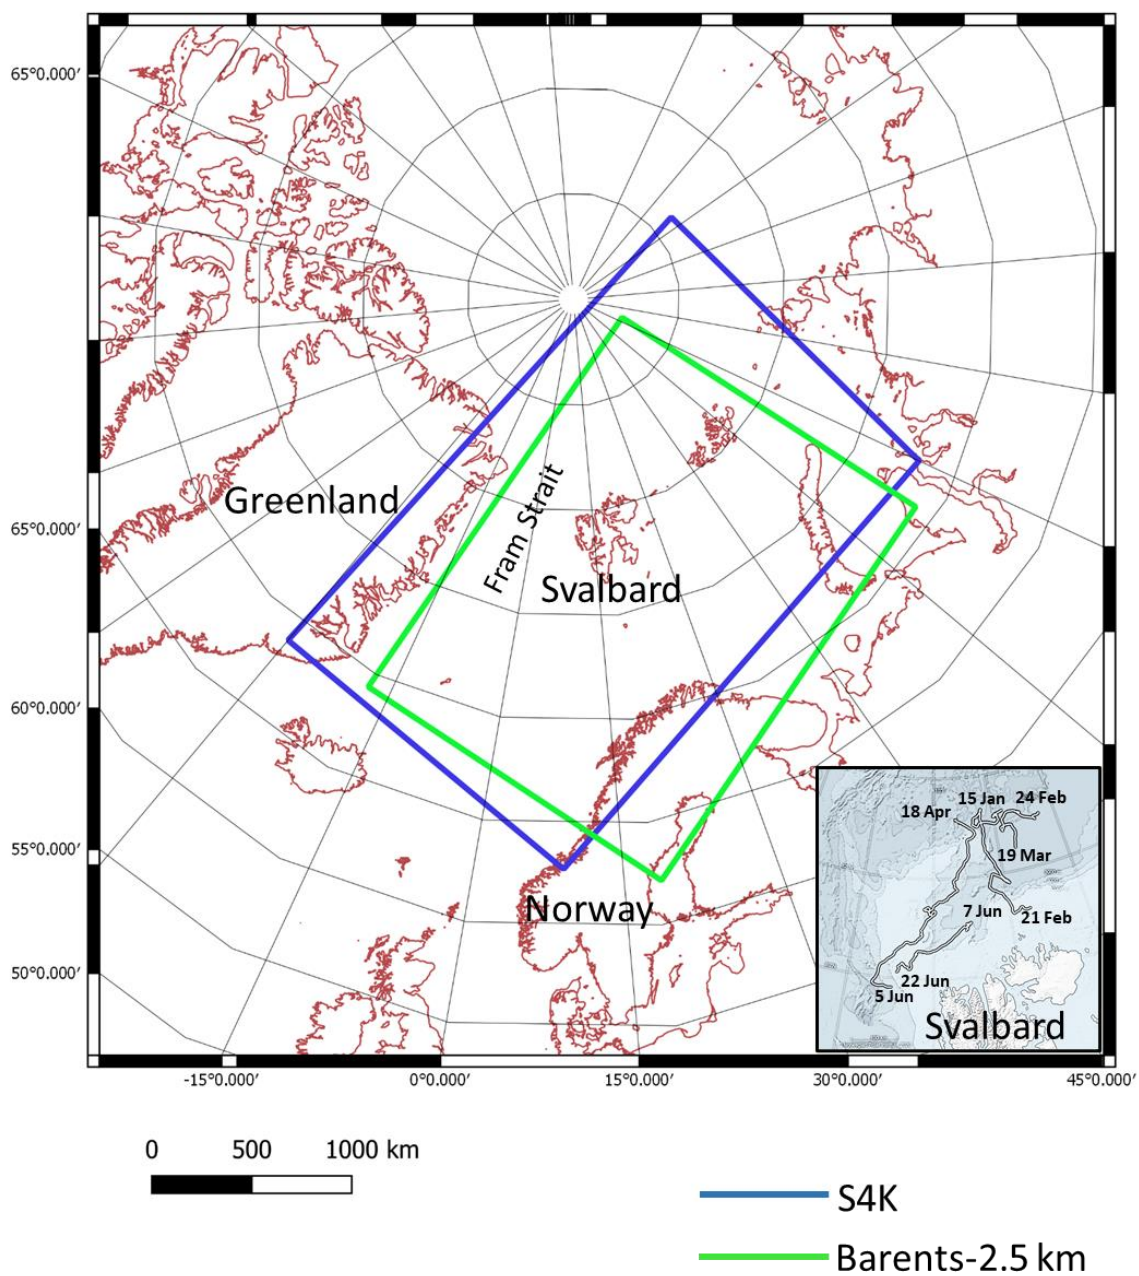 65°0.000′
Greenland
65°0.000′
Fram Strait
Svalbard
60°0.000′
15 Jan
24 Feb
18 Apr
55°0.000′
19 Mar
Norway
7 Jun
21 Feb
50°0.000′
22 Jun
5 Jun
Svalbard
-15°0.000′ 0°0.000′ 15°0.000′ 30°0.000′ 45°0.000′
0 500 1000 km
S4K
Barents-2.5 km